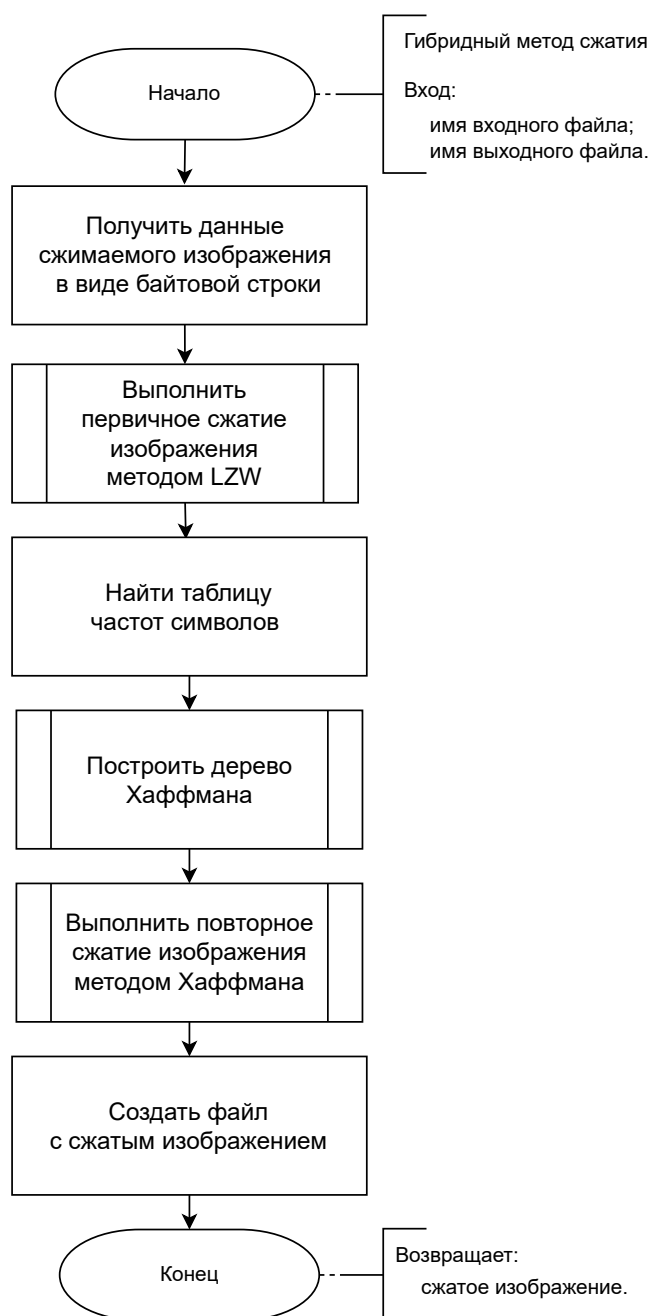 Гибридный метод сжатия
Начало
Вход:
имя входного файла;
имя выходного файла.
Получить данные
сжимаемого изображения
в виде байтовой строки
Выполнить
первичное сжатие
изображения
методом LZW
Найти таблицу
частот символов
Построить дерево
Хаффмана
Выполнить повторное
сжатие изображения
методом Хаффмана
Создать файл
с сжатым изображением
Конец
Возвращает:
сжатое изображение.